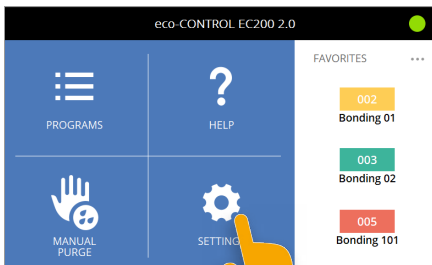 eco-CONTROL EC200 2.0
PROGRAMS
HELP
MANUAL
PURGE
FAVORITES
002
Bonding 01
003
Bonding 02
005
Bonding 101